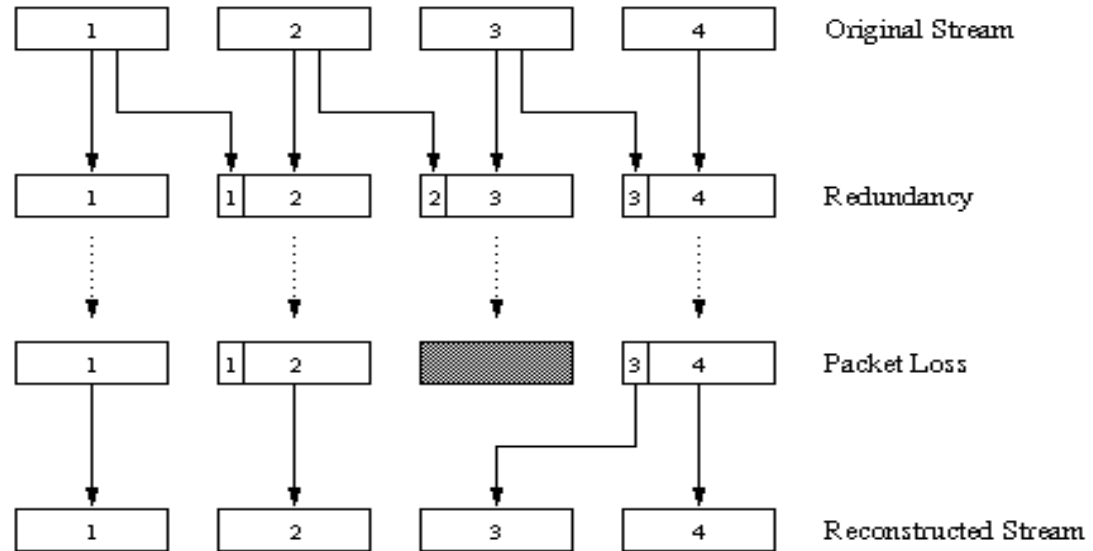 1 2 3 4 Original Stream
1 1 2 2 3 3 4 Redundancy
1 1 2 3 4 Packet Loss
1 2 3 4 Reconstructed Stream